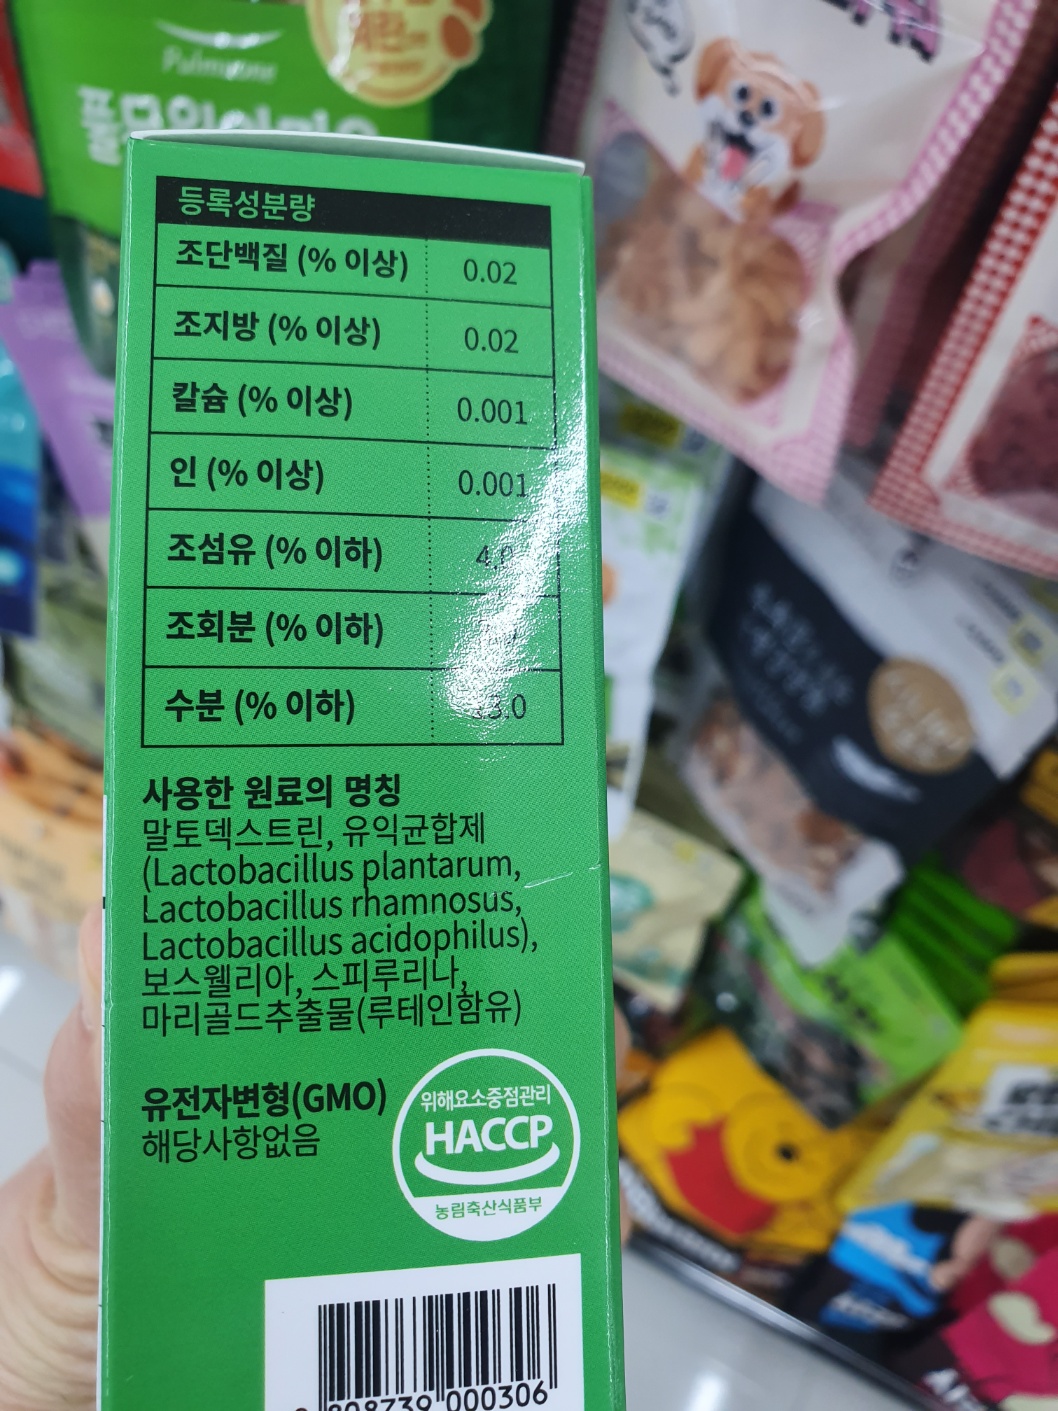 Pulmuone
등록성분량
조단백질 (% 이상) 0.02
조지방 (% 이상) 0.02
칼슘 (% 이상) 0.001
인 (% 이상) 0.001
조섬유 (% 이하)
조회분 (% 이하)
수분 (% 이하)
사용한 원료의 명칭
말토덱스트린, 유익균합제
(Lactobacillus plantarum,
Lactobacillus rhamnosus,
Lactobacillus acidophilus),
보스웰리아, 스피루리나,
마리골드추출물(루테인함유)
유전자변형(GMO)
해당사항없음
위해요소중점관리
HACCP
농림축산식품부
808739 000306